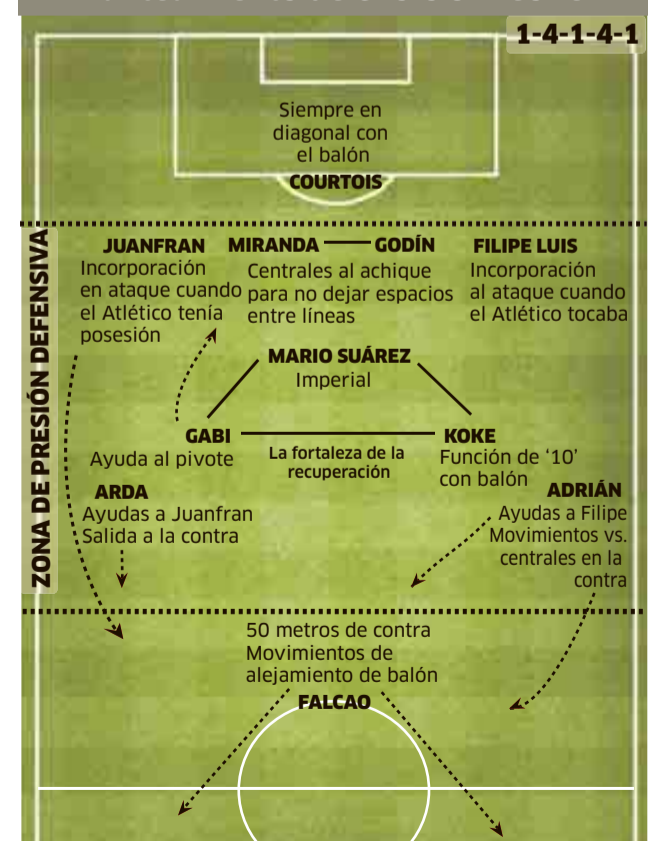 1-4-1-4-1
Siempre en
diagonal con
el balón
COURTOIS
ZONA DE PRESIÓN DEFENSIVA
JUANFRAN
Incorporación
en ataque cuando
el Atlético tenía
posesión
MIRANDA GODÍN
Centrales al achique
para no dejar espacios
entre líneas
FILIPE LUIS
Incorporación
al ataque cuando
el Atlético tocaba
MARIO SUÁREZ
Imperial
GABI
Ayuda al pivote
La fortaleza de la
recuperación
KOKE
Función de ‘10’
con balón
ARDA
Ayudas a Juanfran
Salida a la contra
ADRIÁN
Ayudas a Filipe
Movimientos vs.
centrales en la
contra
50 metros de contra
Movimientos de
alejamiento de balón
FALCAO